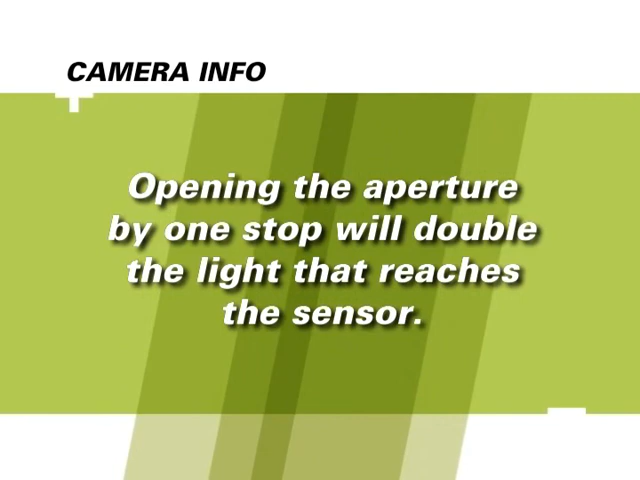 CAMERA INFO
Opening the aperture
by one stop will double
the light that reaches
the sensor.